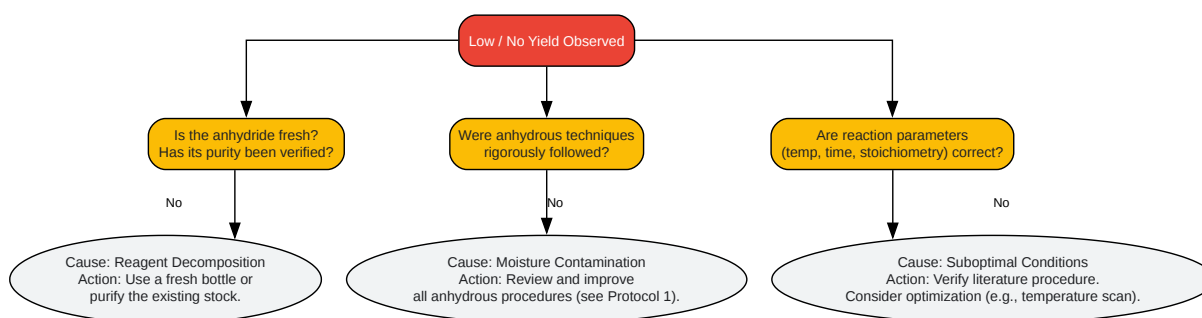 Low / No Yield Observed
Is the anhydride fresh?
Has its purity been verified?
Were anhydrous techniques
rigorously followed?
Are reaction parameters
(temp, time, stoichiometry) correct?
No
No
No
Cause: Reagent Decomposition
Action: Use a fresh bottle or
purify the existing stock.
Cause: Moisture Contamination
Action: Review and improve
all anhydrous procedures (see Protocol 1).
Cause: Suboptimal Conditions
Action: Verify literature procedure.
Consider optimization (e.g., temperature scan).